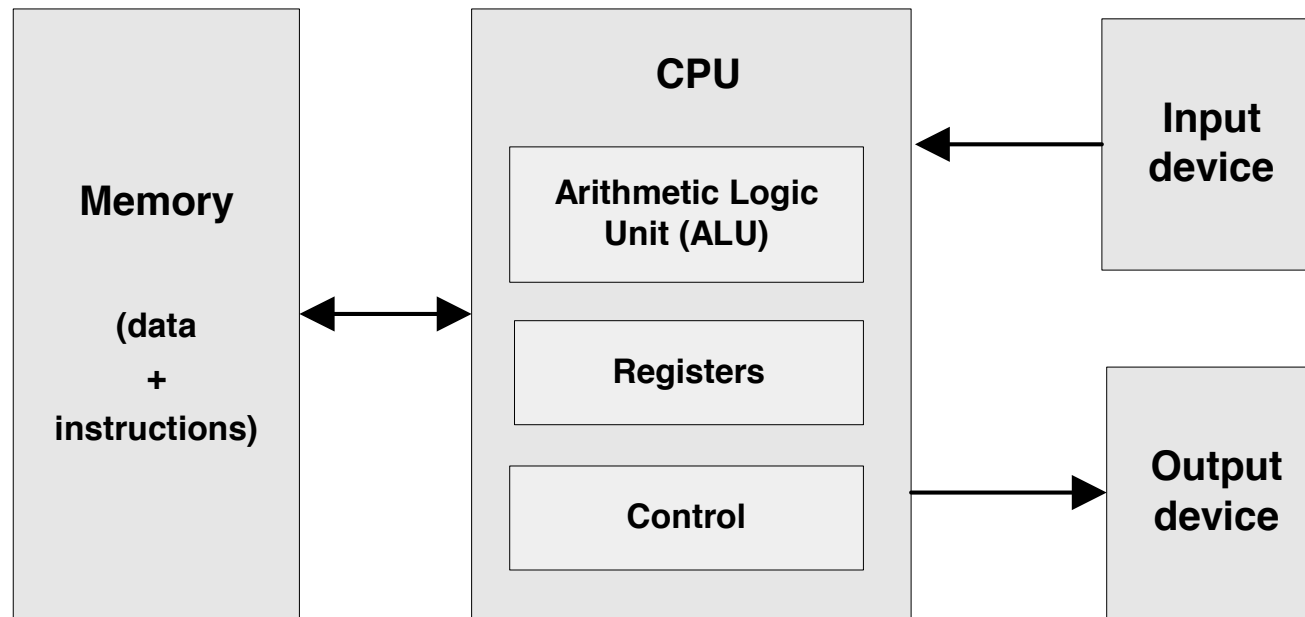 Memory
(data
+
instructions)
CPU
Arithmetic Logic
Unit (ALU)
Registers
Control
Input
device
Output
device